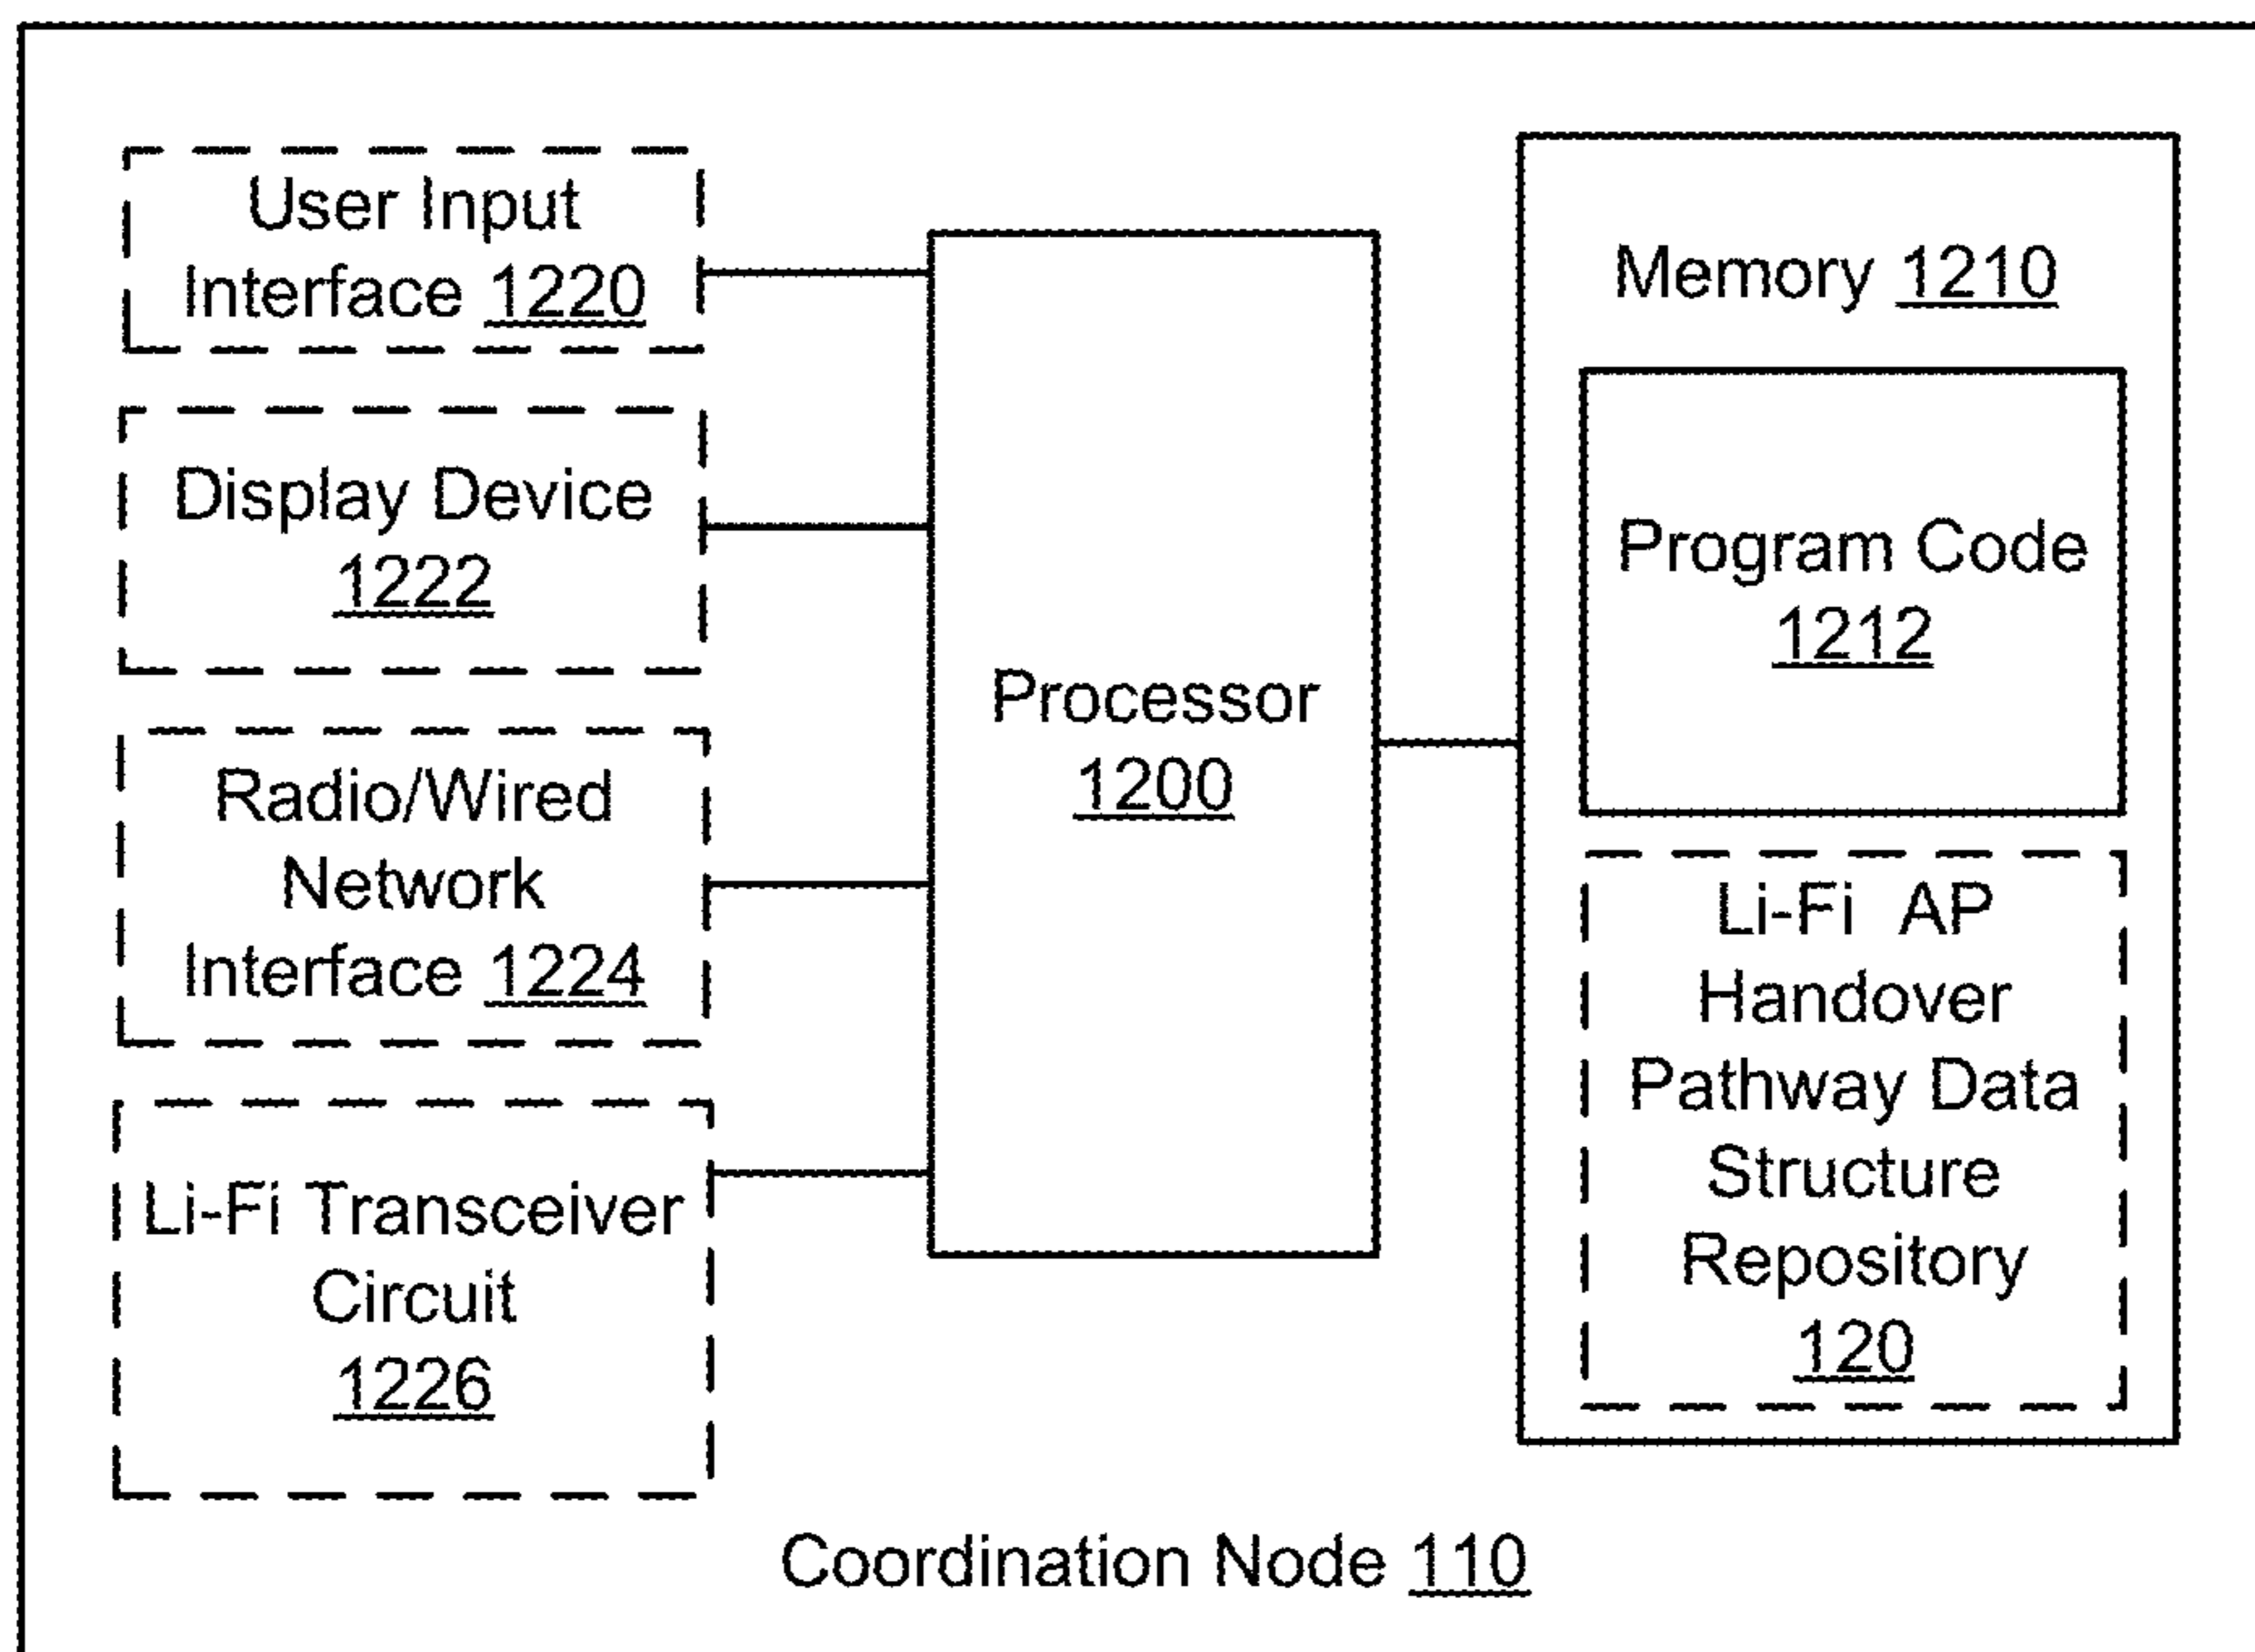 User Input
Interface 1220
Display Device
1222
Radio/Wired
Network
Interface 1224
Li-Fi Transceiver
Circuit
1226
Processor
1200
Memory 1210
Program Code
1212
Li-Fi AP
Handover
Pathway Data
Structure
Repository
120
Coordination Node 110